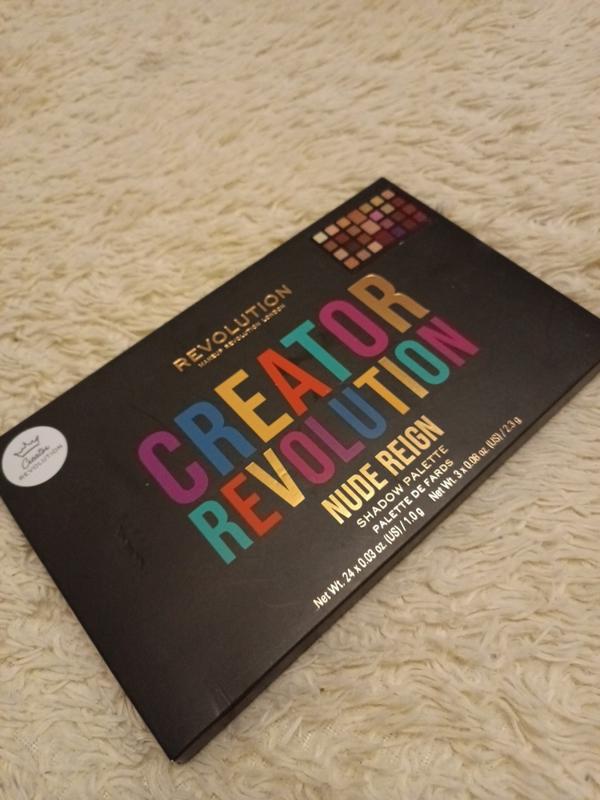 REVOLUTION
MAKEUP REVOLUTION LONDON
CREATOR
REVOLUTION
NUDE REIGN
SHADOW PALETTE
PALETTE DE FARDS
Net Wt. 24 x 0.03 oz. (US) / 1.0 g Net Wt. 3 x 0.08 oz. (US) / 2.3 g
Creator
REVOLUTION